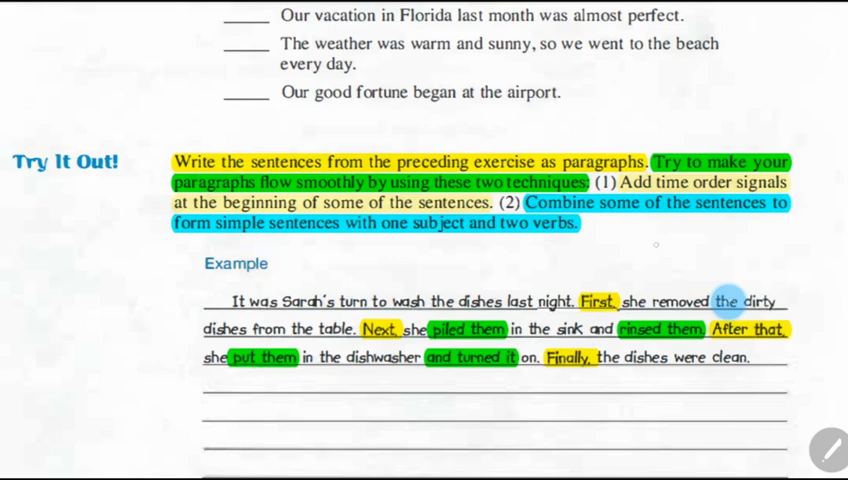 _____ Our vacation in Florida last month was almost perfect.
_____ The weather was warm and sunny, so we went to the beach
every day.
_____ Our good fortune began at the airport.
Try It Out!
Write the sentences from the preceding exercise as paragraphs. Try to make your
paragraphs flow smoothly by using these two techniques: (1) Add time order signals
at the beginning of some of the sentences. (2) Combine some of the sentences to
form simple sentences with one subject and two verbs.
Example
It was Sarah's turn to wash the dishes last night. First, she removed the dirty
dishes from the table. Next, she piled them in the sink and rinsed them. After that,
she put them in the dishwasher and turned it on. Finally, the dishes were clean.